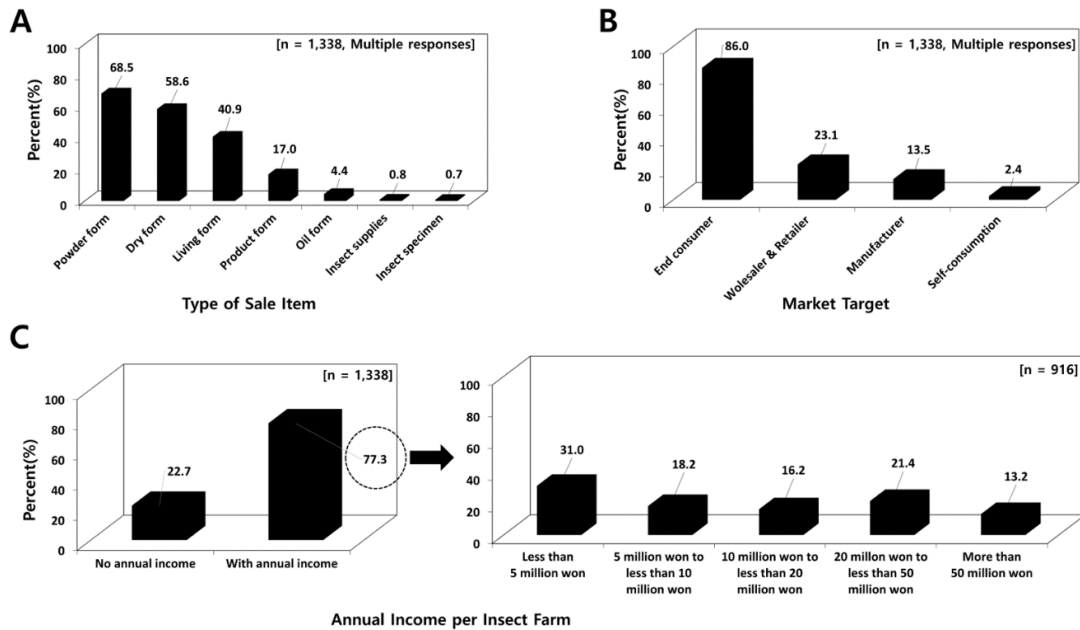 A
[n = 1,338, Multiple responses]
Percent(%)
100
80
60
40
20
0
68.5
58.6
40.9
17.0
4.4
0.8
0.7
Powder form
Dry form
Living form
Product form
Oil form
Insect supplies
Insect specimen
Type of Sale Item
B
[n = 1,338, Multiple responses]
Percent(%)
100
80
60
40
20
0
86.0
23.1
13.5
2.4
End consumer
Wolesaler & Retailer
Manufacturer
Self-consumption
Market Target
C
[n = 1,338]
Percent(%)
100
80
60
40
20
0
22.7
77.3
No annual income
With annual income
[n = 916]
100
80
60
40
20
0
31.0
18.2
16.2
21.4
13.2
Less than
5 million won
5 million won to
less than 10
million won
10 million won to
less than 20
million won
20 millon won to
less than 50
million won
More than
50 million won
Annual Income per Insect Farm